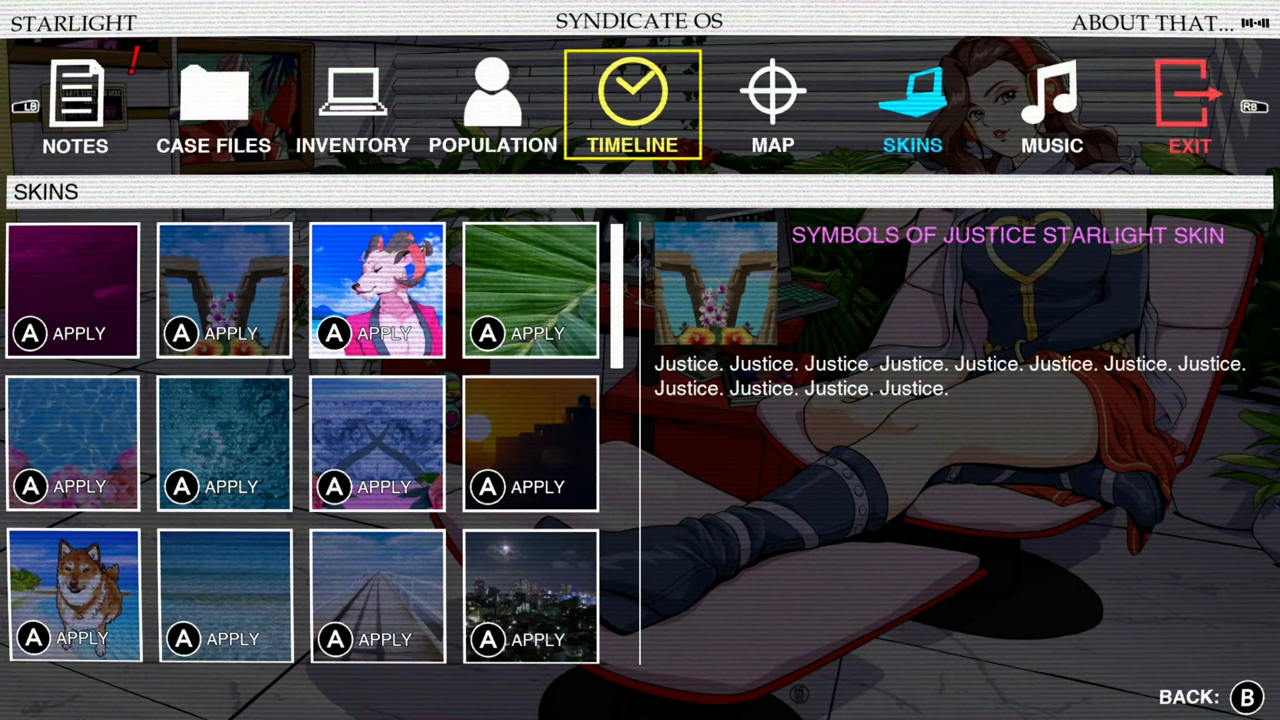 STARLIGHT
SYNDICATE OS
ABOUT THAT...
LB
NOTES
CASE FILES
INVENTORY
POPULATION
TIMELINE
MAP
SKINS
MUSIC
EXIT
RB
SKINS
A APPLY
A APPLY
A APPLY
A APPLY
A APPLY
A APPLY
A APPLY
A APPLY
A APPLY
A APPLY
A APPLY
A APPLY
SYMBOLS OF JUSTICE STARLIGHT SKIN
Justice. Justice. Justice. Justice. Justice. Justice. Justice. Justice.
Justice. Justice. Justice. Justice.
BACK: B